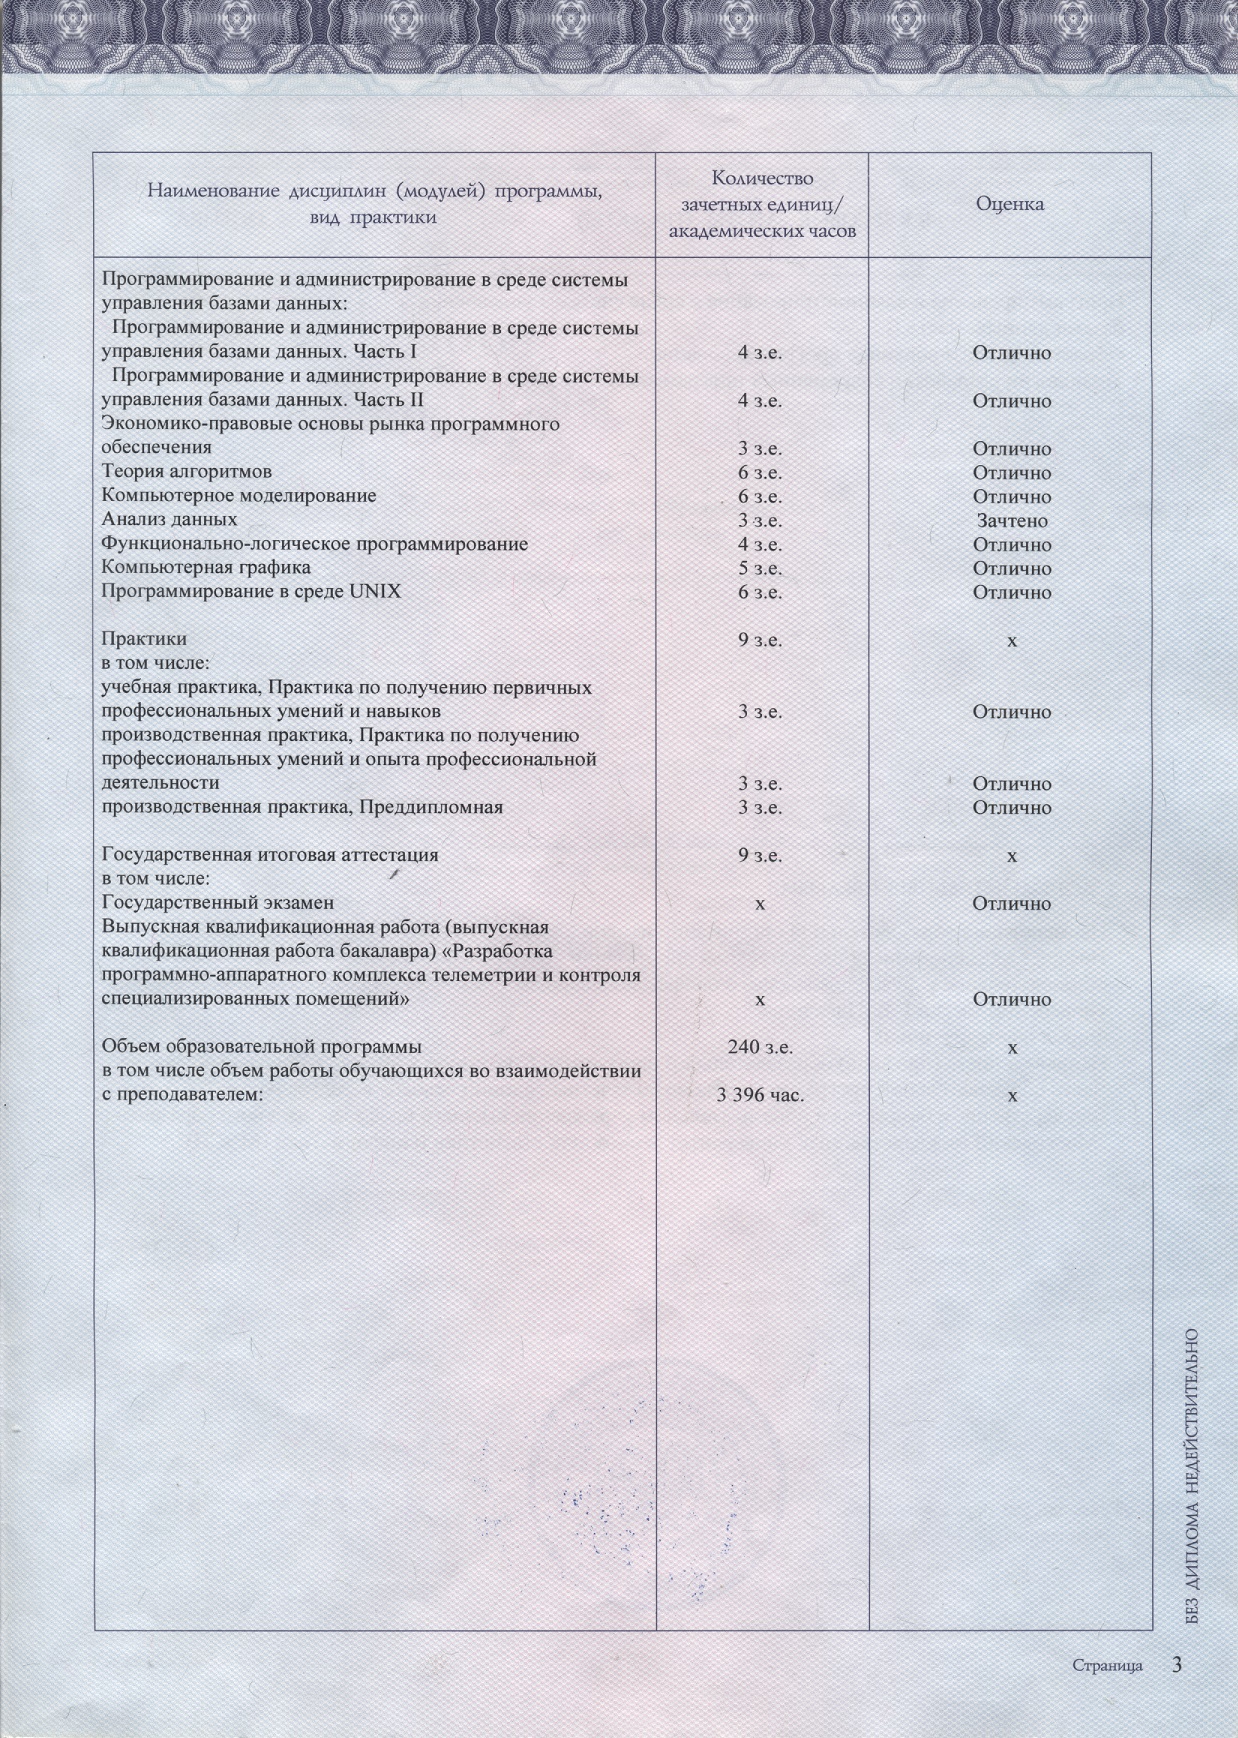 Наименование дисциплин (модулей) программы,
вид практики
Количество
зачетных единиц/
академических часов
Оценка
Программирование и администрирование в среде системы
управления базами данных:
Программирование и администрирование в среде системы
управления базами данных. Часть I 4 з.е. Отлично
Программирование и администрирование в среде системы
управления базами данных. Часть II 4 з.е. Отлично
Экономико-правовые основы рынка программного
обеспечения 3 з.е. Отлично
Теория алгоритмов 6 з.е. Отлично
Компьютерное моделирование 6 з.е. Отлично
Анализ данных 3 з.е. Зачтено
Функционально-логическое программирование 4 з.е. Отлично
Компьютерная графика 5 з.е. Отлично
Программирование в среде UNIX 6 з.е. Отлично
Практики 9 з.е. х
в том числе:
учебная практика, Практика по получению первичных
профессиональных умений и навыков 3 з.е. Отлично
производственная практика, Практика по получению
профессиональных умений и опыта профессиональной
деятельности 3 з.е. Отлично
производственная практика, Преддипломная 3 з.е. Отлично
Государственная итоговая аттестация 9 з.е. х
в том числе:
Государственный экзамен х Отлично
Выпускная квалификационная работа (выпускная
квалификационная работа бакалавра) «Разработка
программно-аппаратного комплекса телеметрии и контроля
специализированных помещений» х Отлично
Объем образовательной программы 240 з.е. х
в том числе объем работы обучающихся во взаимодействии
с преподавателем: 3 396 час. х
БЕЗ ДИПЛОМА НЕДЕЙСТВИТЕЛЬНО
Страница 3